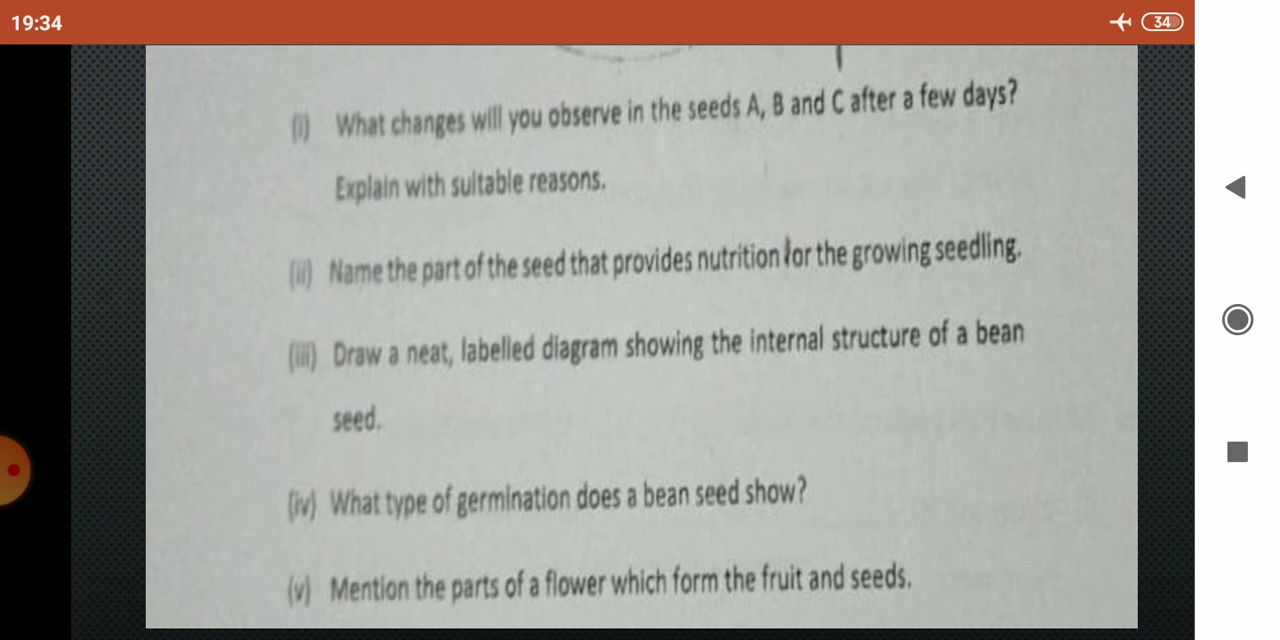 19:34
34
(i) What changes will you observe in the seeds A, B and C after a few days?
Explain with suitable reasons.
(ii) Name the part of the seed that provides nutrition for the growing seedling.
(iii) Draw a neat, labelled diagram showing the internal structure of a bean
seed.
(iv) What type of germination does a bean seed show?
(v) Mention the parts of a flower which form the fruit and seeds.